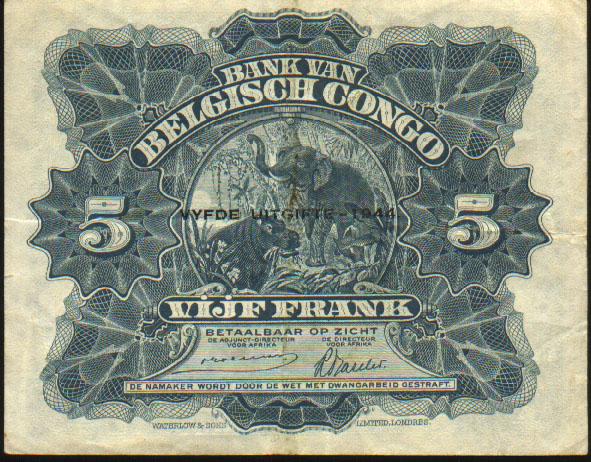 BANK VAN
BELGISCH CONGO
VYFDE UITGIFTE-1944
5 5
VIJF FRANK
BETAALBAAR OP ZICHT
DE ADJUNCT-DIRECTEUR DE DIRECTEUR
VOOR AFRIKA VOOR AFRIKA
DE NAMAKER WORDT DOOR DE WET MET DWANGARBEID GESTRAFT.
WATERLOW & SONS LIMITED, LONDRES.